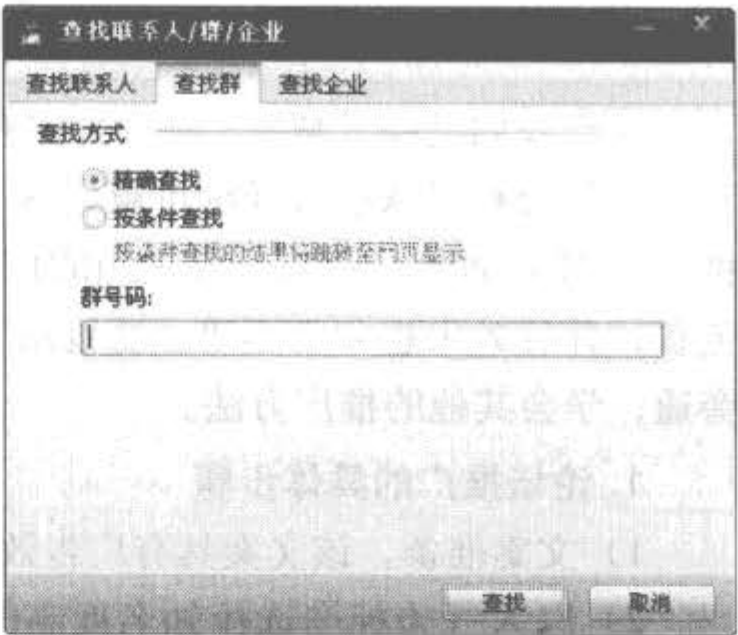 查找联系人/群/企业
查找联系人 查找群 查找企业
查找方式
精确查找
按条件查找
按条件查找的结果将跳转至网页显示
群号码:
查找 取消